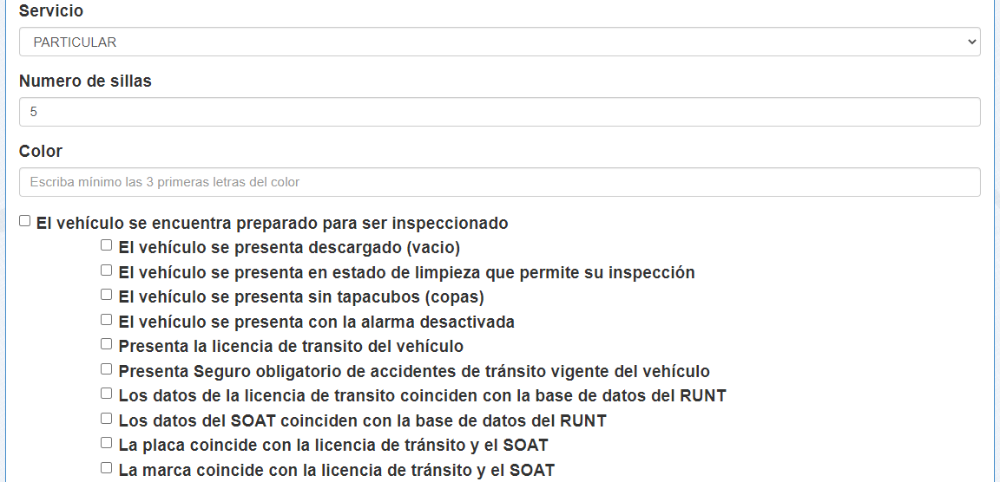 Servicio
PARTICULAR
Numero de sillas
5
Color
Escriba mínimo las 3 primeras letras del color
El vehículo se encuentra preparado para ser inspeccionado
El vehículo se presenta descargado (vacio)
El vehículo se presenta en estado de limpieza que permite su inspección
El vehículo se presenta sin tapacubos (copas)
El vehículo se presenta con la alarma desactivada
Presenta la licencia de transito del vehículo
Presenta Seguro obligatorio de accidentes de tránsito vigente del vehículo
Los datos de la licencia de transito coinciden con la base de datos del RUNT
Los datos del SOAT coinciden con la base de datos del RUNT
La placa coincide con la licencia de tránsito y el SOAT
La marca coincide con la licencia de tránsito y el SOAT